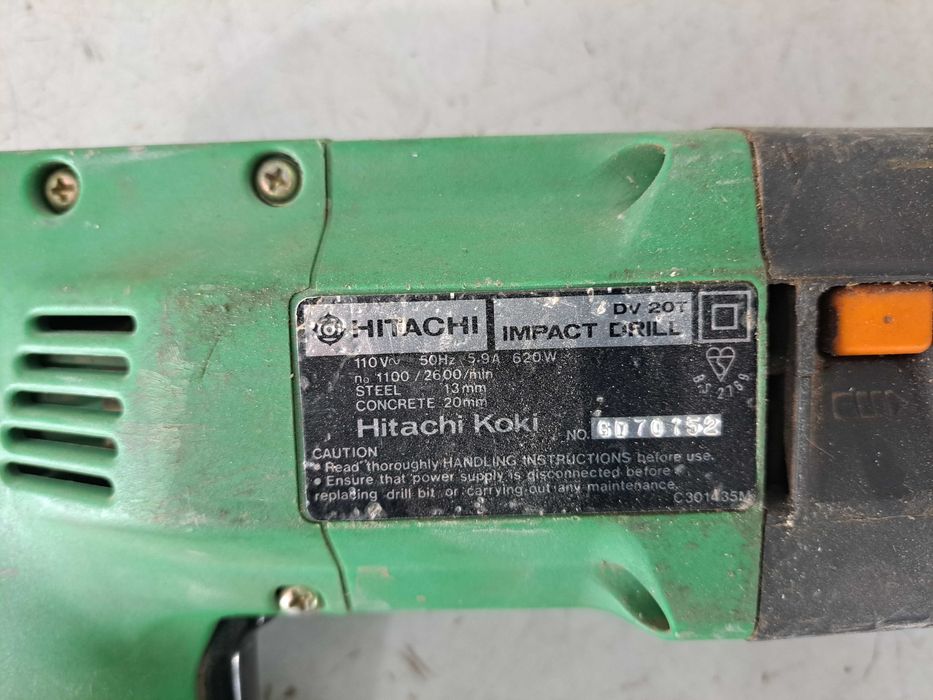 HITACHI
DV 20T
IMPACT DRILL
110V~ 50Hz 5·9A 620W
n₀ 1100/2600/min
STEEL 13mm
CONCRETE 20mm
BS 2769
Hitachi Koki NO. GD70752
CAUTION
• Read thoroughly HANDLING INSTRUCTIONS before use.
• Ensure that power supply is disconnected before
replacing drill bit or carrying out any maintenance.
C301435M